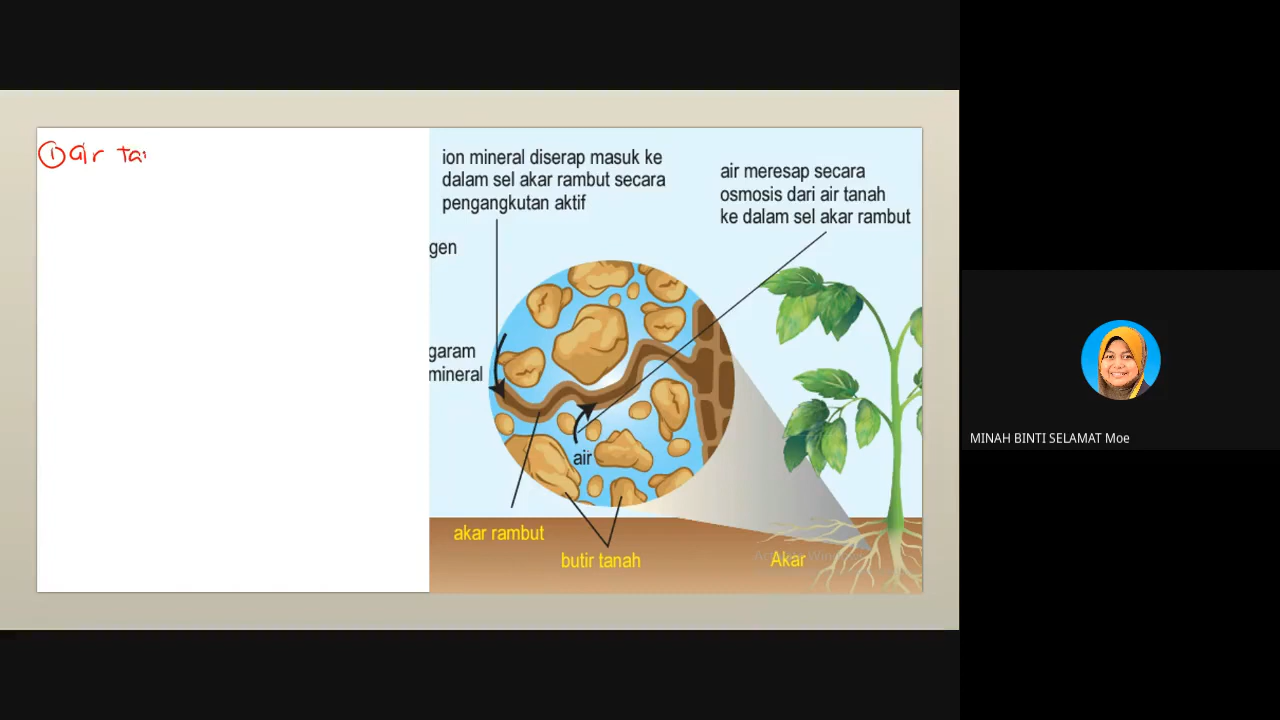 ① air ta
ion mineral diserap masuk ke
dalam sel akar rambut secara
pengangkutan aktif
air meresap secara
osmosis dari air tanah
ke dalam sel akar rambut
gen
garam
mineral
air
akar rambut
butir tanah
Akar
MINAH BINTI SELAMAT Moe